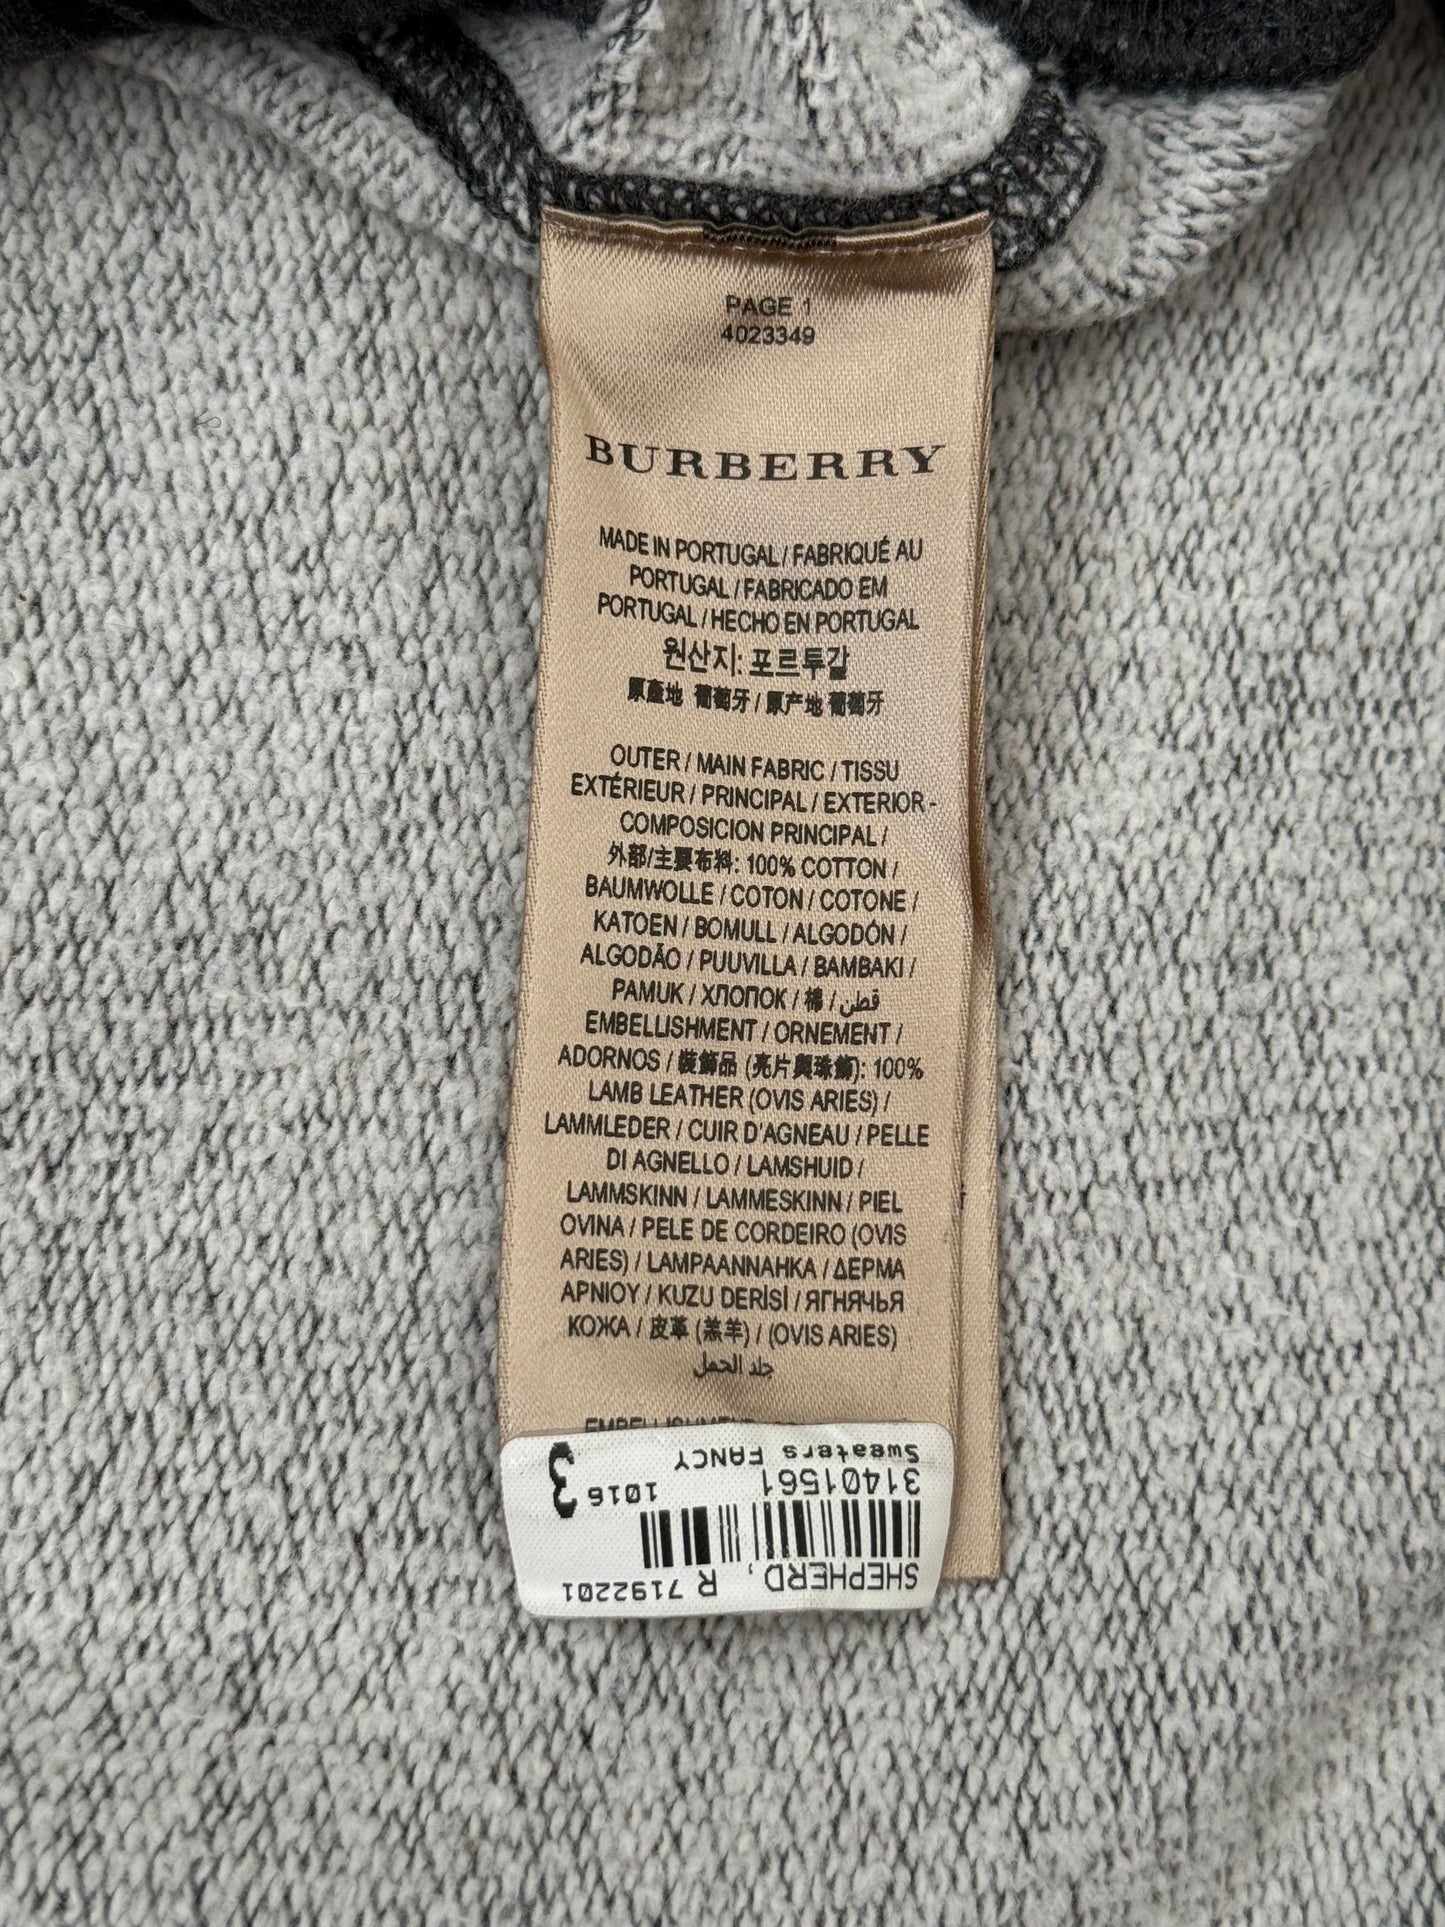 PAGE 1
4023349
BURBERRY
MADE IN PORTUGAL / FABRIQUÉ AU
PORTUGAL / FABRICADO EM
PORTUGAL / HECHO EN PORTUGAL
원산지: 포르투갈
原產地 葡萄牙 / 原产地 葡萄牙
OUTER / MAIN FABRIC / TISSU
EXTÉRIEUR / PRINCIPAL / EXTERIOR -
COMPOSICION PRINCIPAL /
外部/主要布料: 100% COTTON /
BAUMWOLLE / COTON / COTONE /
KATOEN / BOMULL / ALGODÓN /
ALGODÃO / PUUVILLA / BAMBAKI /
PAMUK / ХЛОПОК / 棉 / قطن
EMBELLISHMENT / ORNEMENT /
ADORNOS / 裝飾品 (亮片與珠飾): 100%
LAMB LEATHER (OVIS ARIES) /
LAMMLEDER / CUIR D'AGNEAU / PELLE
DI AGNELLO / LAMSHUID /
LAMMSKINN / LAMMESKINN / PIEL
OVINA / PELE DE CORDEIRO (OVIS
ARIES) / LAMPAANNAHKA / ΔΕΡΜΑ
ΑΡΝΙΟΥ / KUZU DERİSİ / ЯГНЯЧЬЯ
КОЖА / 皮革 (羔羊) / (OVIS ARIES)
جلد الحمل
SHEPHERD, R 7192201
31401561 1016 3
Sweaters FANCY